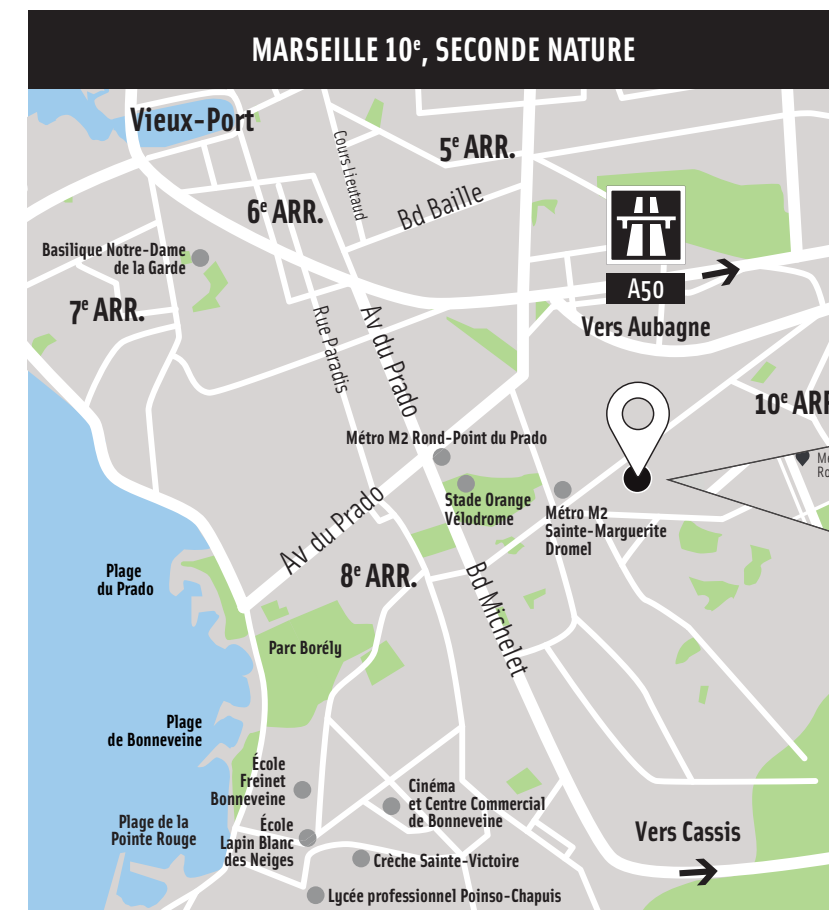 MARSEILLE 10e, SECONDE NATURE
Vieux-Port
Cours Lieutaud
5e ARR.
6e ARR.
Bd Baille
Basilique Notre-Dame
de la Garde
7e ARR.
A50
Vers Aubagne
Rue Paradis
Av du Prado
10e ARR
Métro M2 Rond-Point du Prado
Stade Orange
Vélodrome
Métro M2
Sainte-Marguerite
Dromel
Av du Prado
8e ARR.
Bd Michelet
Plage
du Prado
Parc Borély
Plage
de Bonneveine
École
Freinet
Bonneveine
Cinéma
et Centre Commercial
de Bonneveine
Plage de la
Pointe Rouge
École
Lapin Blanc
des Neiges
Vers Cassis
Crèche Sainte-Victoire
Lycée professionnel Poinso-Chapuis